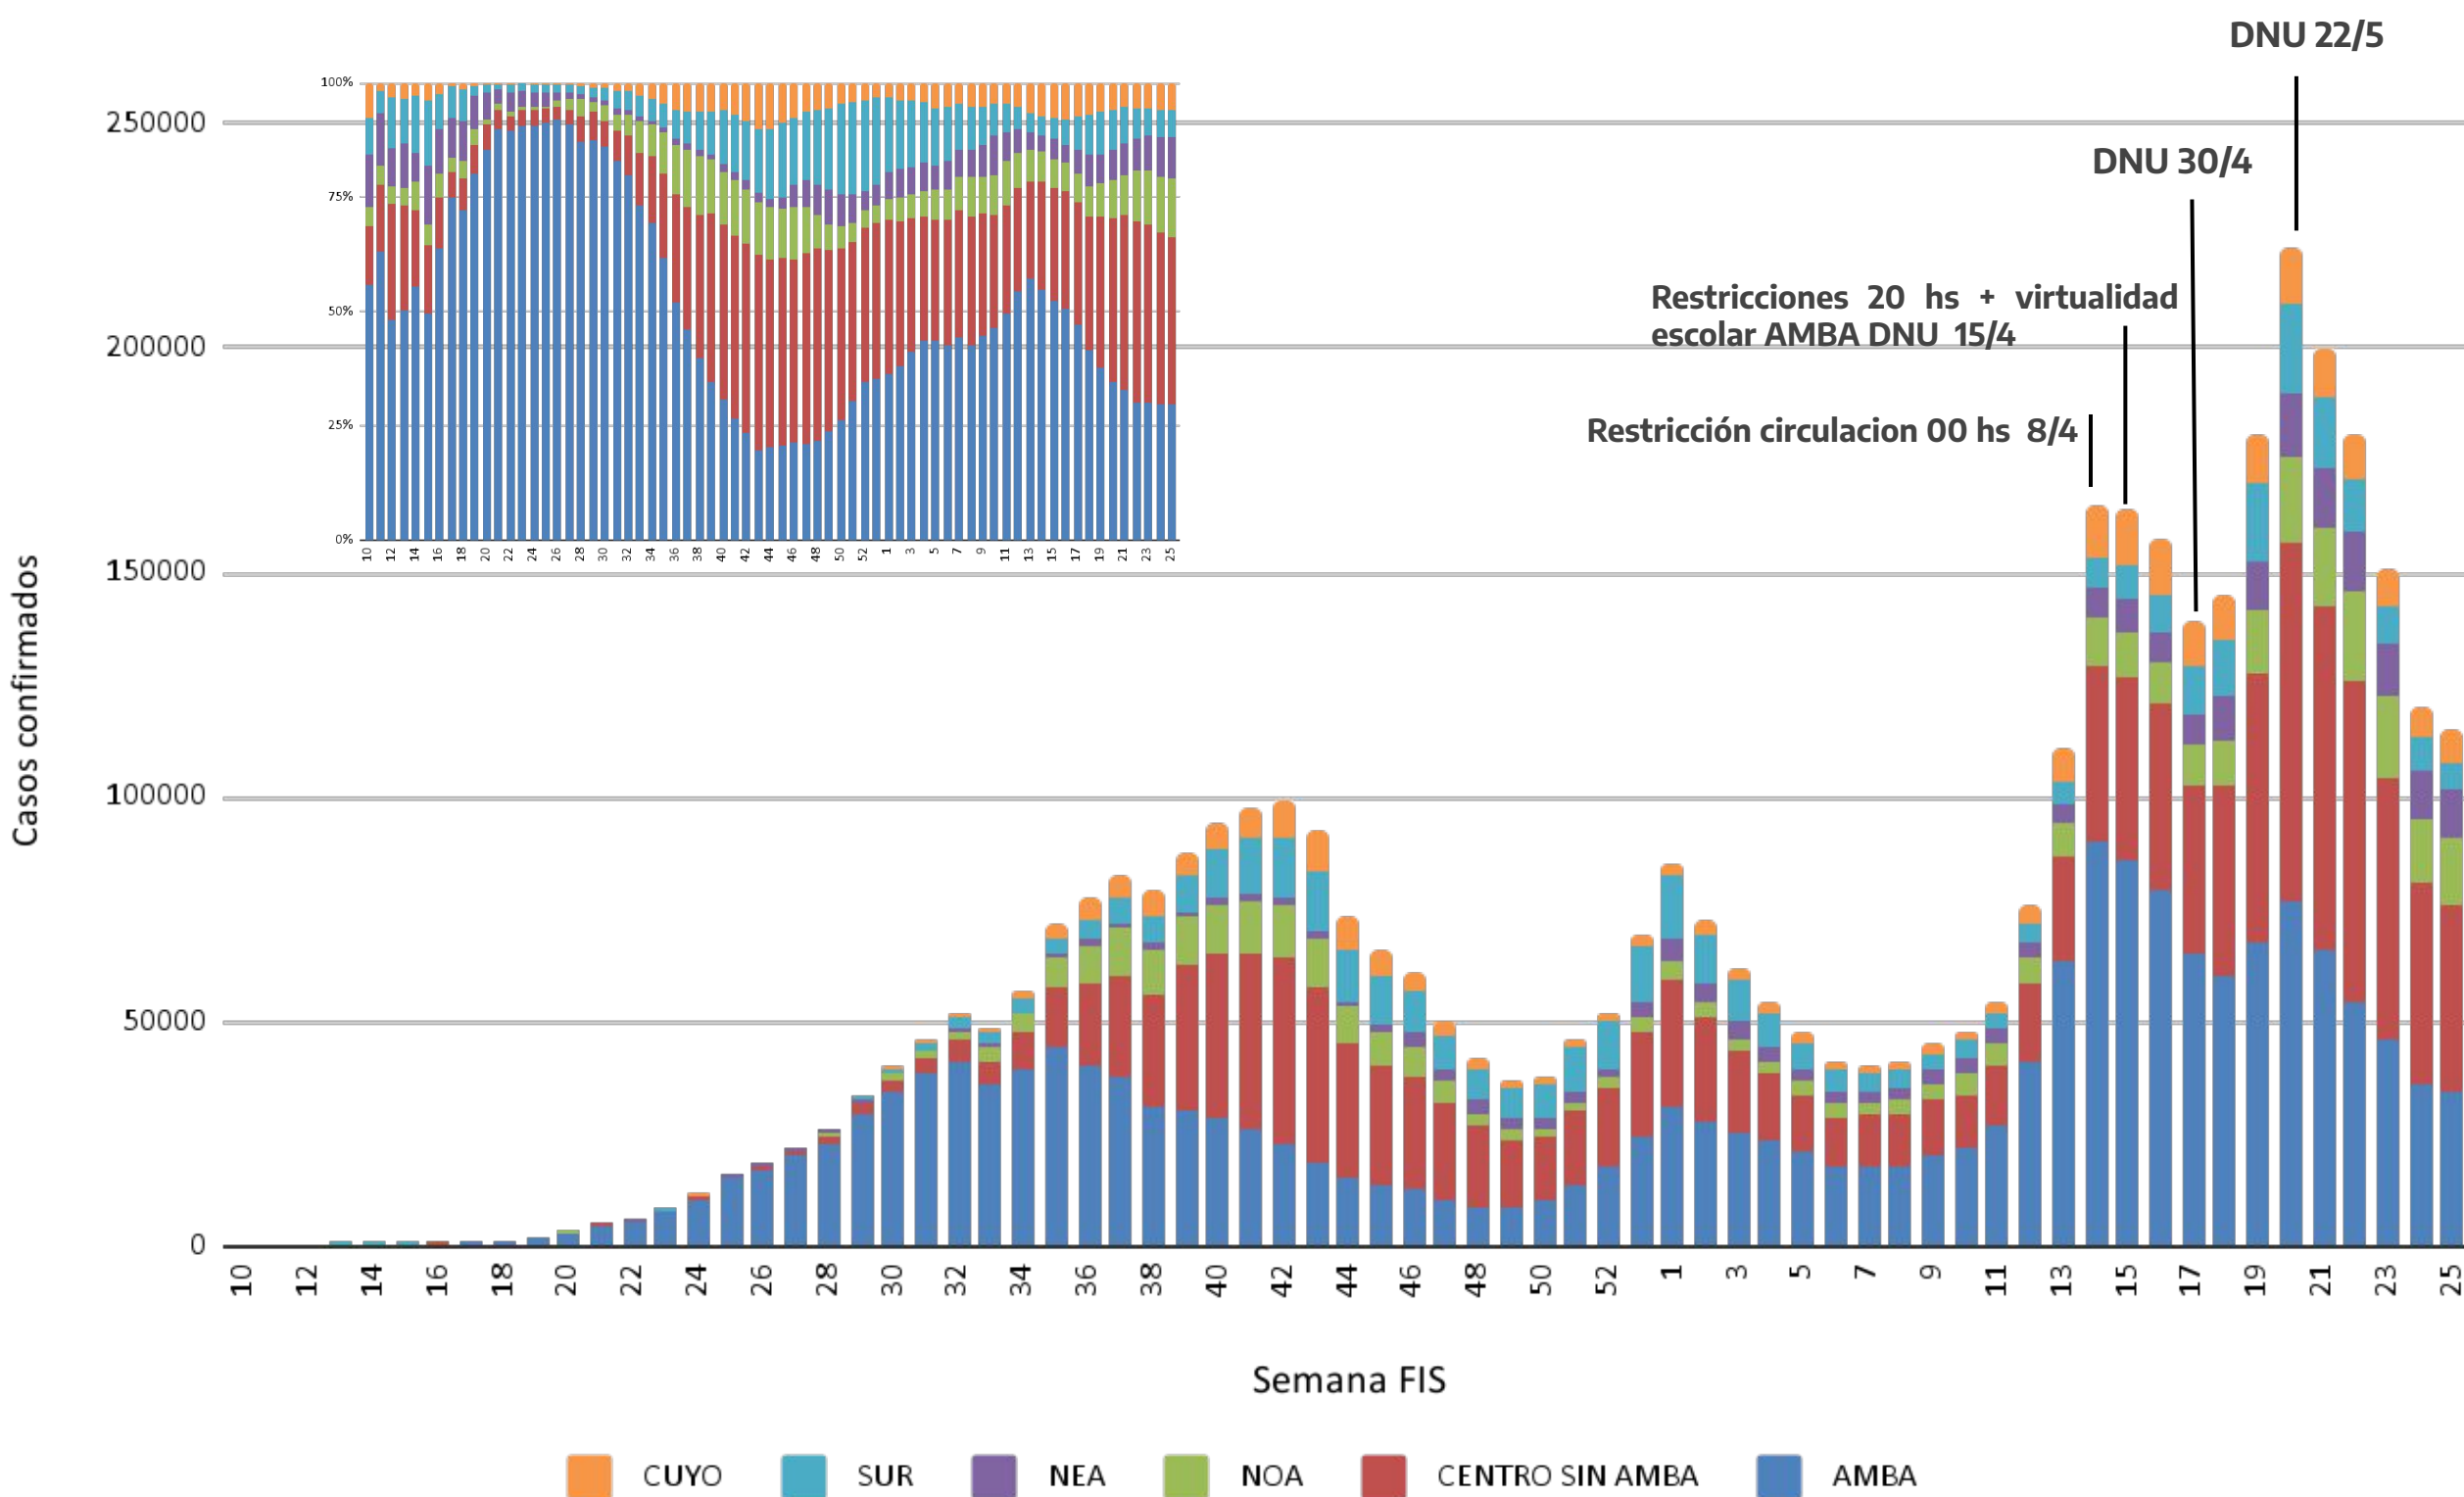 DNU 22/5
DNU 30/4
Restricciones 20 hs + virtualidad
escolar AMBA DNU 15/4
Restricción circulacion 00 hs 8/4
100%
75%
50%
25%
0%
10 12 14 16 18 20 22 24 26 28 30 32 34 36 38 40 42 44 46 48 50 52 1 3 5 7 9 11 13 15 17 19 21 23 25
Casos confirmados
250000
200000
150000
100000
50000
0
10 12 14 16 18 20 22 24 26 28 30 32 34 36 38 40 42 44 46 48 50 52 1 3 5 7 9 11 13 15 17 19 21 23 25
Semana FIS
CUYO SUR NEA NOA CENTRO SIN AMBA AMBA